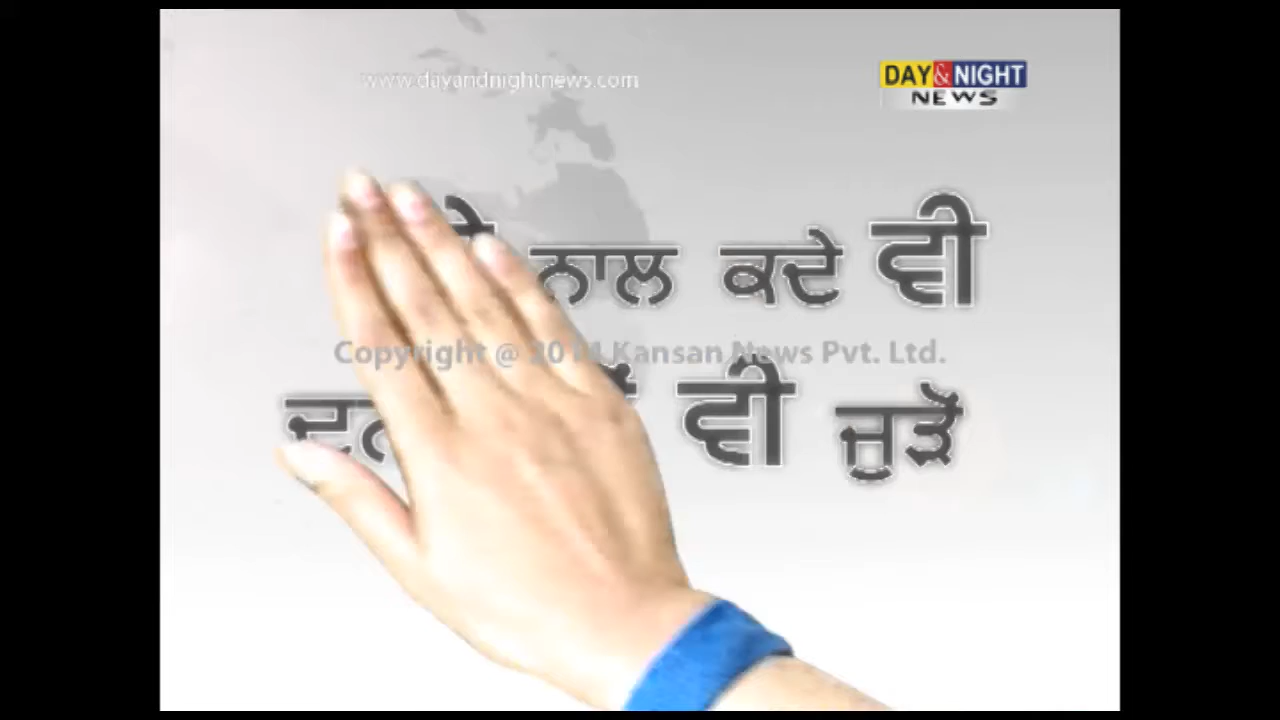 www.dayandnightnews.com
DAY & NIGHT
NEWS
ਨਾਲ ਕਦੇ ਵੀ
Copyright @ 2014 Kansan News Pvt. Ltd.
ਵੀ ਜੁੜੋਂ